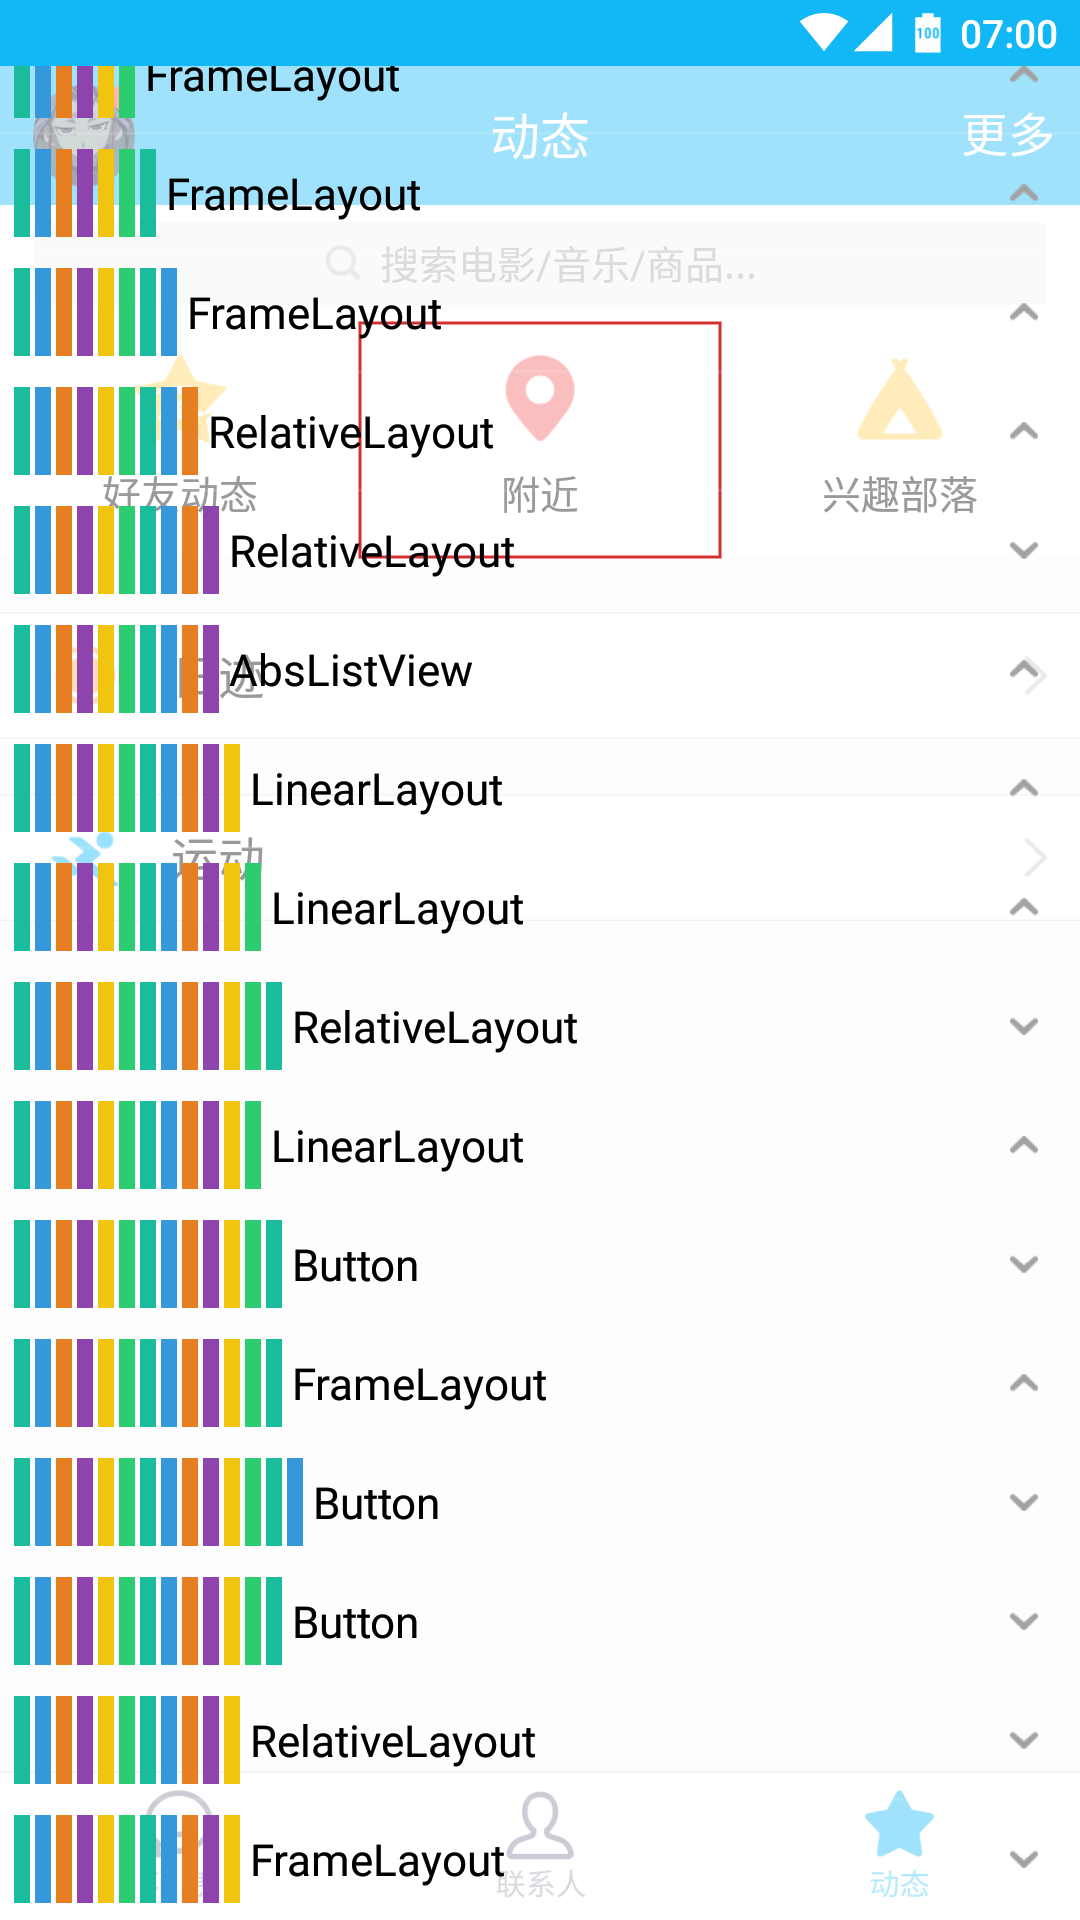 07:00
FrameLayout
动态
更多
FrameLayout
搜索电影/音乐/商品...
FrameLayout
RelativeLayout
好友动态
附近
兴趣部落
RelativeLayout
AbsListView
LinearLayout
运动
LinearLayout
RelativeLayout
LinearLayout
Button
FrameLayout
Button
Button
RelativeLayout
FrameLayout
联系人
动态